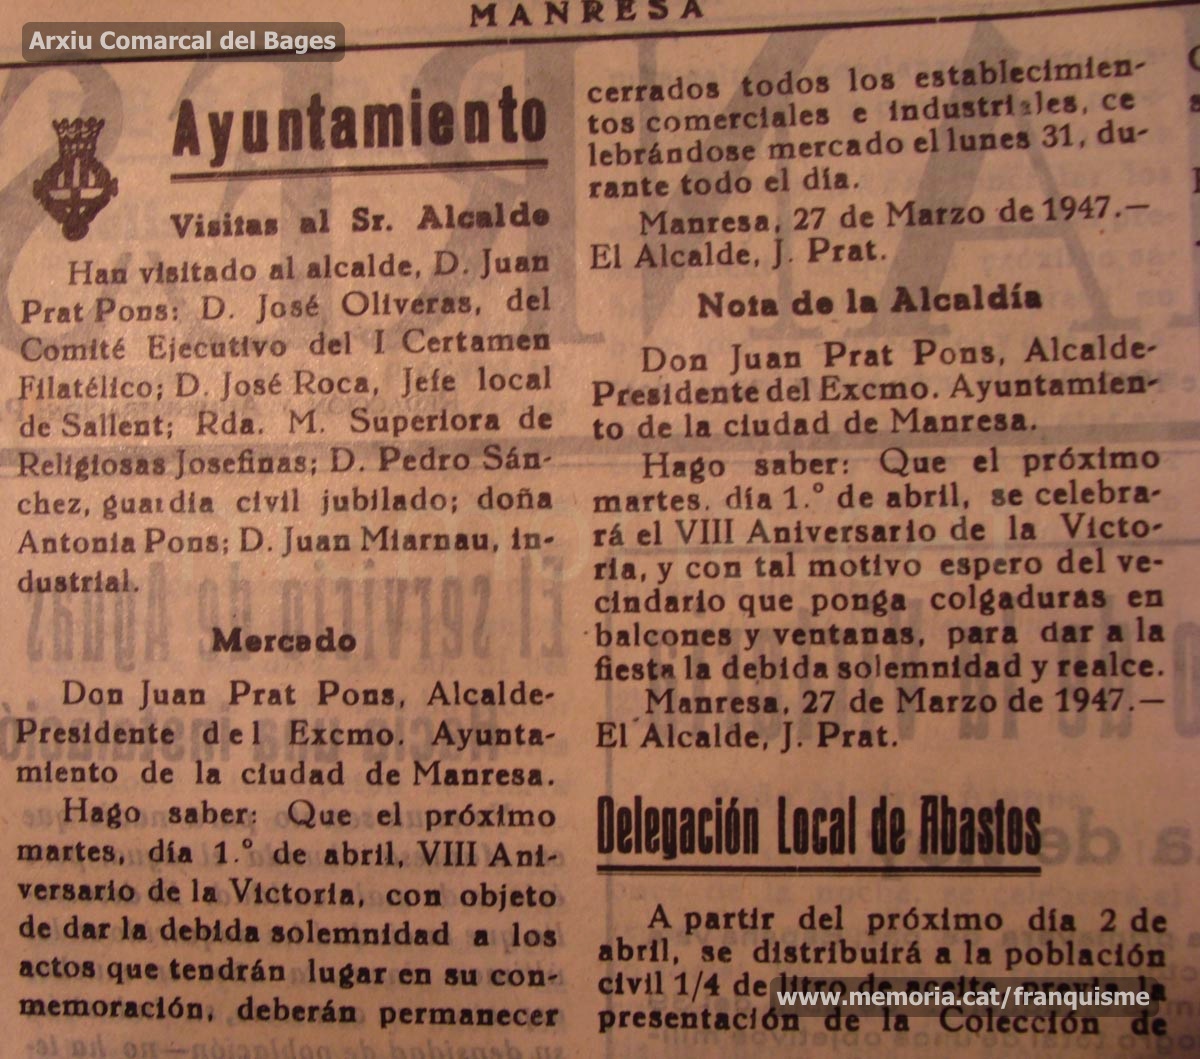 MANRESA
Arxiu Comarcal del Bages
Ayuntamiento
Visitas al Sr. Alcalde
Han visitado al alcalde, D. Juan
Prat Pons: D. José Oliveras, del
Comité Ejecutivo del I Certamen
Filatélico; D. José Roca, Jefe local
de Sallent; Rda. M. Superiora de
Religiosas Josefinas; D. Pedro Sán-
chez, guardia civil jubilado; doña
Antonia Pons; D. Juan Miarnau, in-
dustrial.
Mercado
Don Juan Prat Pons, Alcalde-
Presidente del Excmo. Ayunta-
miento de la ciudad de Manresa.
Hago saber: Que el próximo
martes, día 1.º de abril, VIII Ani-
versario de la Victoria, con objeto
de dar la debida solemnidad a los
actos que tendrán lugar en su con-
memoración, deberán permanecer
cerrados todos los establecimien-
tos comerciales e industriales, ce
lebrándose mercado el lunes 31, du-
rante todo el día.
Manresa, 27 de Marzo de 1947.—
El Alcalde, J. Prat.
Nota de la Alcaldía
Don Juan Prat Pons, Alcalde-
Presidente del Excmo. Ayuntamien-
to de la ciudad de Manresa.
Hago saber: Que el próximo
martes, día 1.º de abril, se celebra-
rá el VIII Aniversario de la Victo-
ria, y con tal motivo espero del ve-
cindario que ponga colgaduras en
balcones y ventanas, para dar a la
fiesta la debida solemnidad y realce.
Manresa, 27 de Marzo de 1947.—
El Alcalde, J. Prat.
Delegación Local de Abastos
A partir del próximo día 2 de
abril, se distribuirá a la población
civil 1/4 de litro de aceite previa la
www.memoria.cat/franquisme
presentación de la Colección de